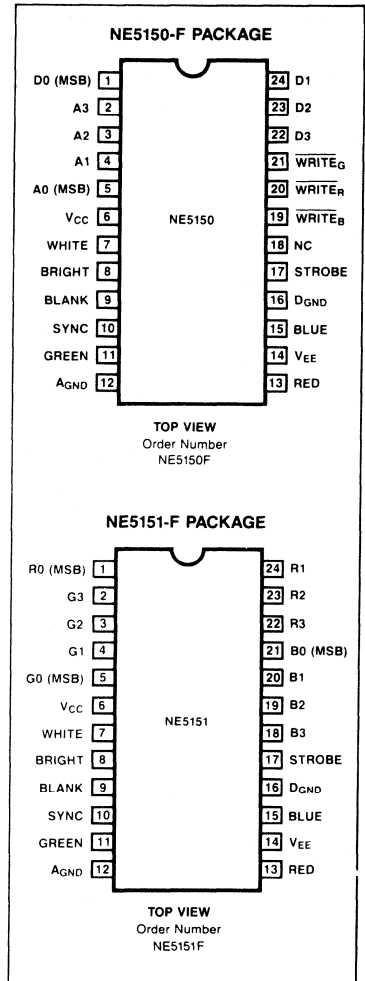 NE5150-F PACKAGE
D0 (MSB) 1 24 D1
A3 2 23 D2
A2 3 22 D3
A1 4 21 WRITEG
A0 (MSB) 5 20 WRITER
VCC 6 NE5150 19 WRITEB
WHITE 7 18 NC
BRIGHT 8 17 STROBE
BLANK 9 16 DGND
SYNC 10 15 BLUE
GREEN 11 14 VEE
AGND 12 13 RED
TOP VIEW
Order Number
NE5150F
NE5151-F PACKAGE
R0 (MSB) 1 24 R1
G3 2 23 R2
G2 3 22 R3
G1 4 21 B0 (MSB)
G0 (MSB) 5 20 B1
VCC 6 19 B2
WHITE 7 NE5151 18 B3
BRIGHT 8 17 STROBE
BLANK 9 16 DGND
SYNC 10 15 BLUE
GREEN 11 14 VEE
AGND 12 13 RED
TOP VIEW
Order Number
NE5151F